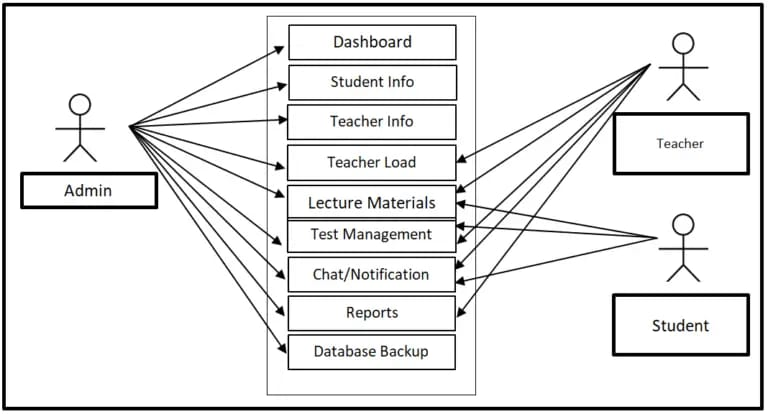 Dashboard
Student Info
Teacher Info
Teacher Load
Lecture Materials
Test Management
Chat/Notification
Reports
Database Backup
Admin
Teacher
Student